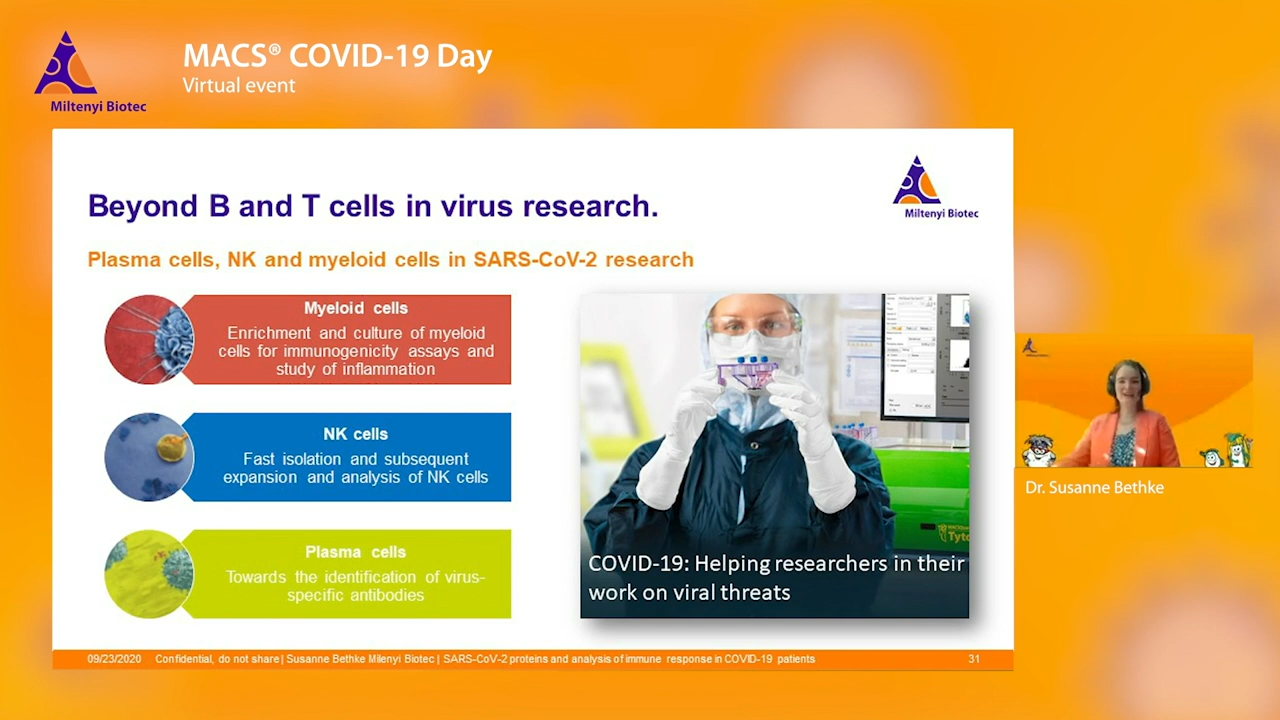 MACS® COVID-19 Day
Virtual event
Miltenyi Biotec
Miltenyi Biotec
Beyond B and T cells in virus research.
Plasma cells, NK and myeloid cells in SARS-CoV-2 research
Myeloid cells
Enrichment and culture of myeloid
cells for immunogenicity assays and
study of inflammation
NK cells
Fast isolation and subsequent
expansion and analysis of NK cells
Plasma cells
Towards the identification of virus-
specific antibodies
Tyto
COVID-19: Helping researchers in their
work on viral threats
Dr. Susanne Bethke
09/23/2020 Confidential, do not share| Susanne Bethke Milenyi Biotec | SARS-CoV-2 proteins and analysis of immune response in COVID-19 patients 31